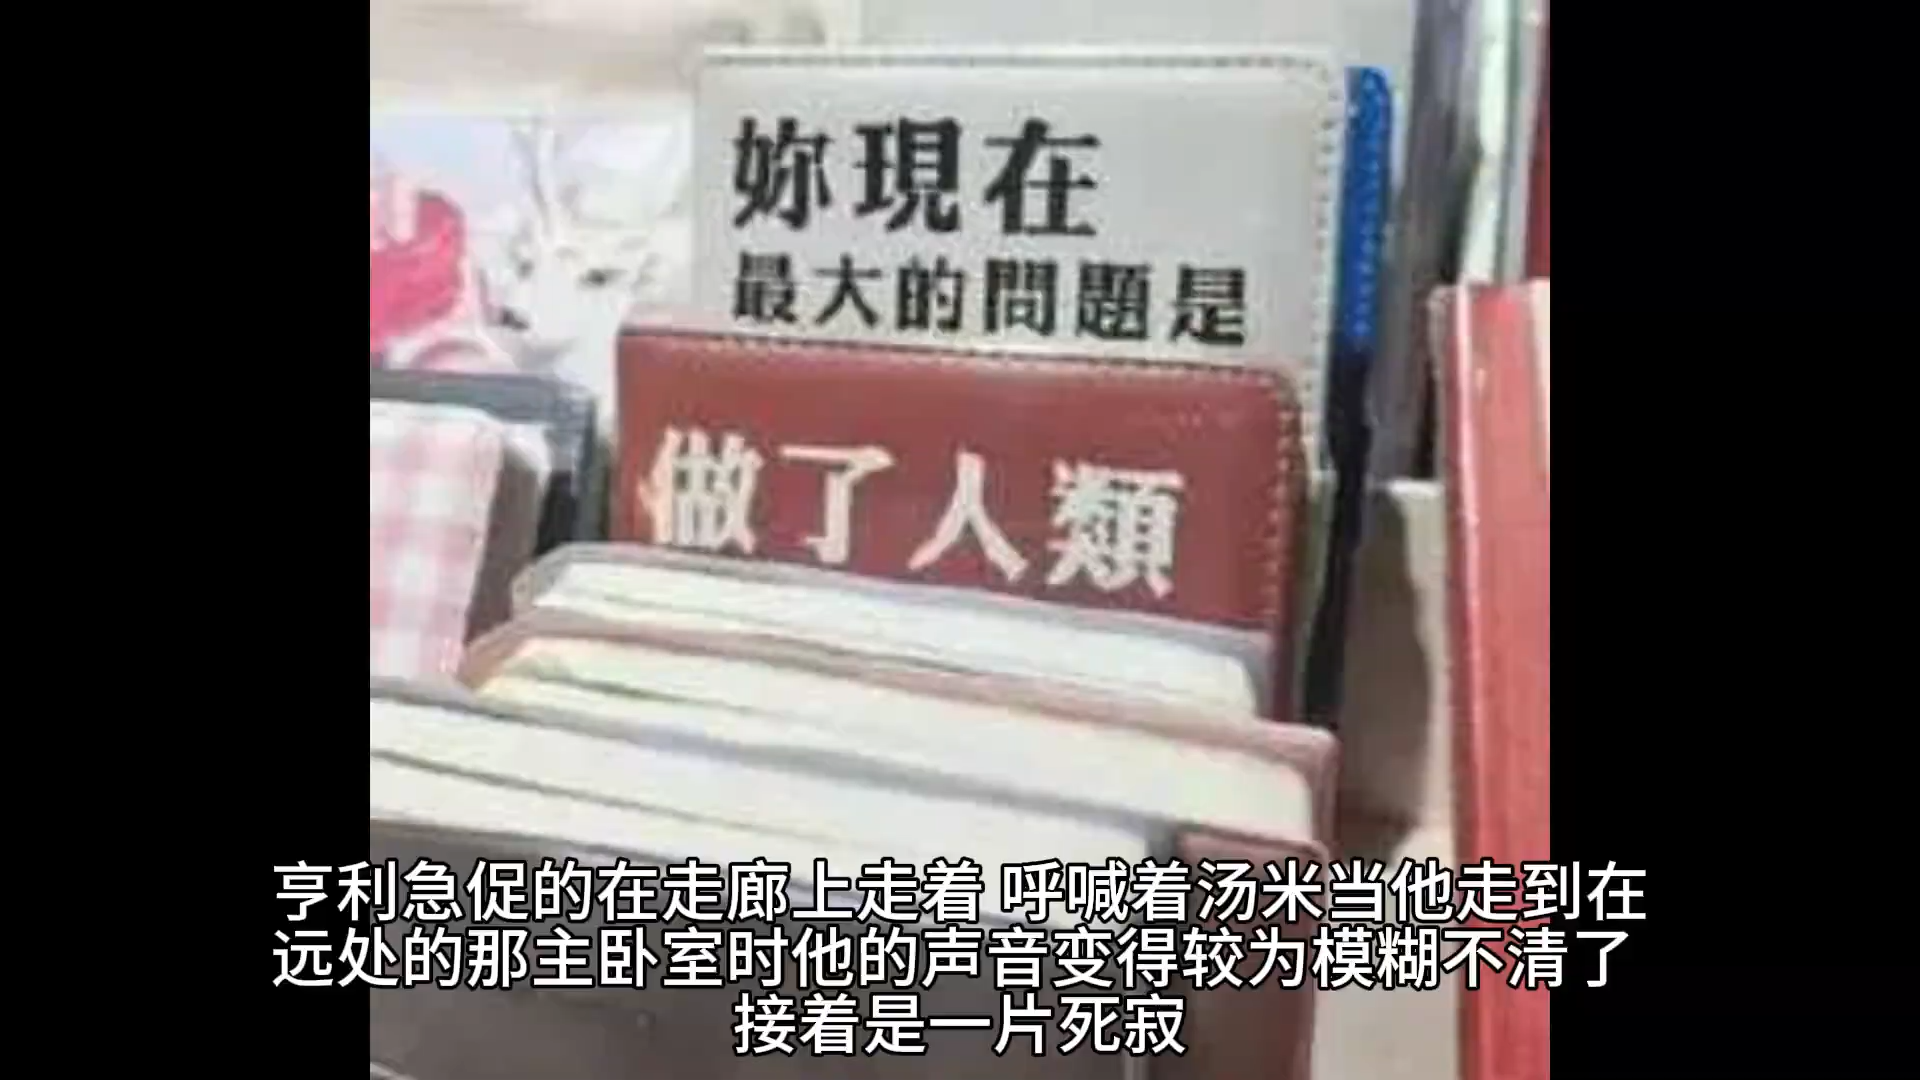 妳現在
最大的問題是
做了人類
亨利急促的在走廊上走着 呼喊着汤米当他走到在
远处的那主卧室时他的声音变得较为模糊不清了
接着是一片死寂